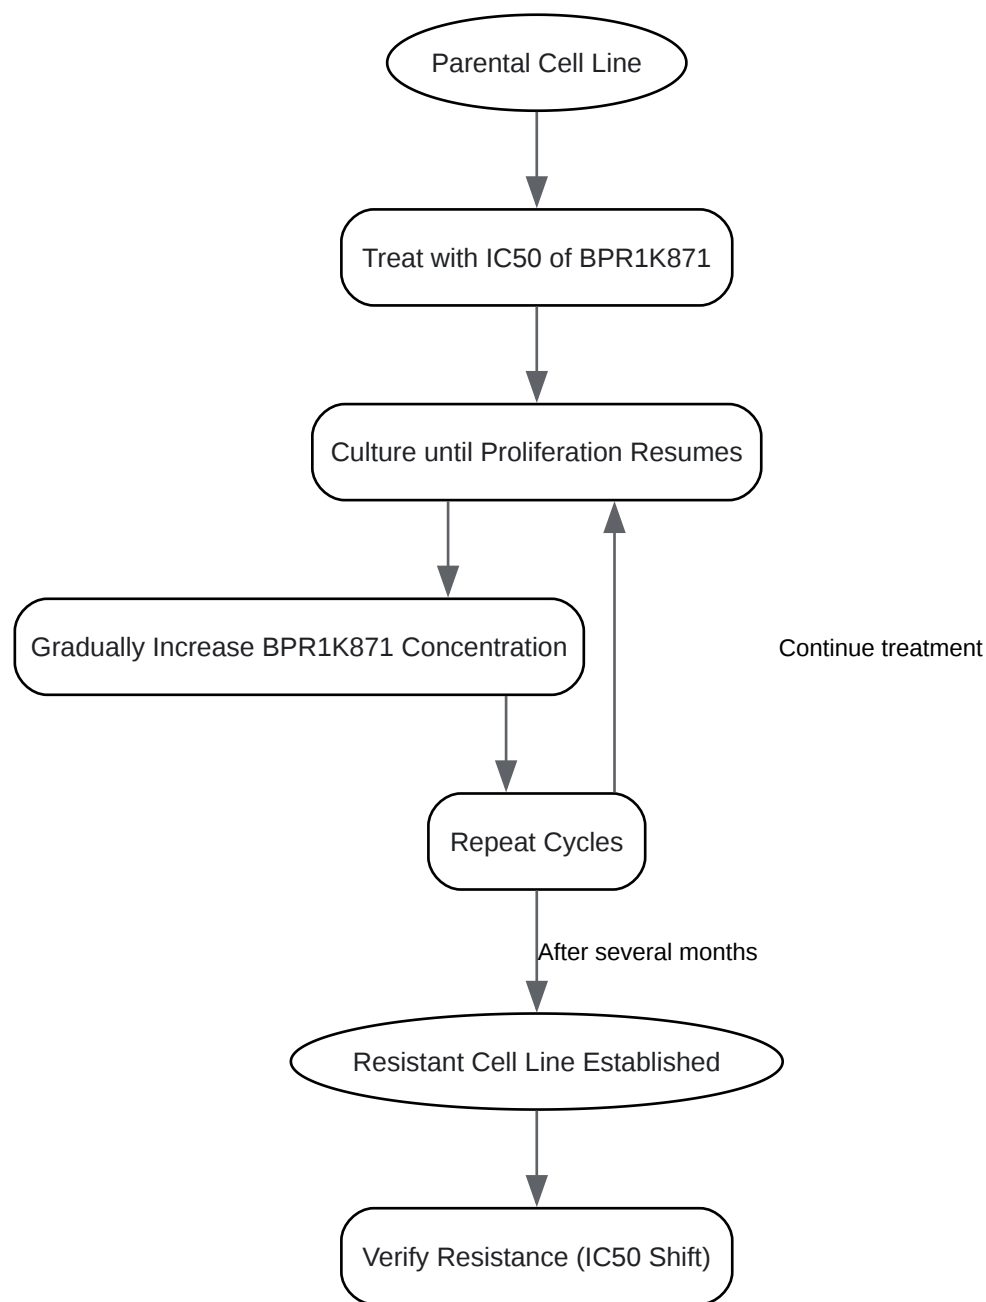 Parental Cell Line
Treat with IC50 of BPR1K871
Culture until Proliferation Resumes
Gradually Increase BPR1K871 Concentration
Continue treatment
Repeat Cycles
After several months
Resistant Cell Line Established
Verify Resistance (IC50 Shift)